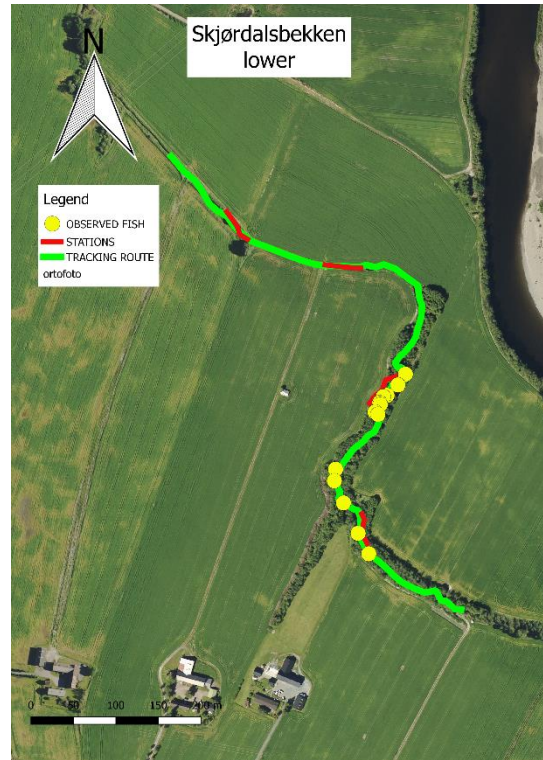 Skjørdalsbekken
lower
N
Legend
OBSERVED FISH
STATIONS
TRACKING ROUTE
ortofoto
0 50 100 150 200 m